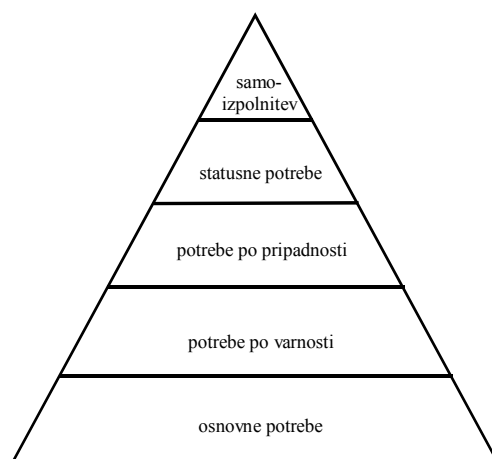 samo-
izpolnitev
statusne potrebe
potrebe po pripadnosti
potrebe po varnosti
osnovne potrebe